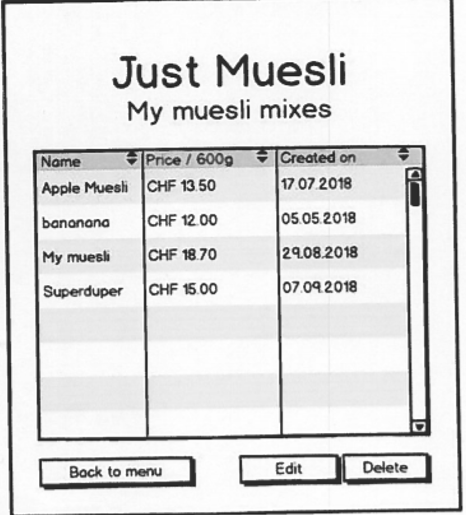 Just Muesli
My muesli mixes
Name Price / 600g Created on
Apple Muesli CHF 13.50 17.07.2018
bananana CHF 12.00 05.05.2018
My muesli CHF 18.70 29.08.2018
Superduper CHF 15.00 07.09.2018
Back to menu Edit Delete